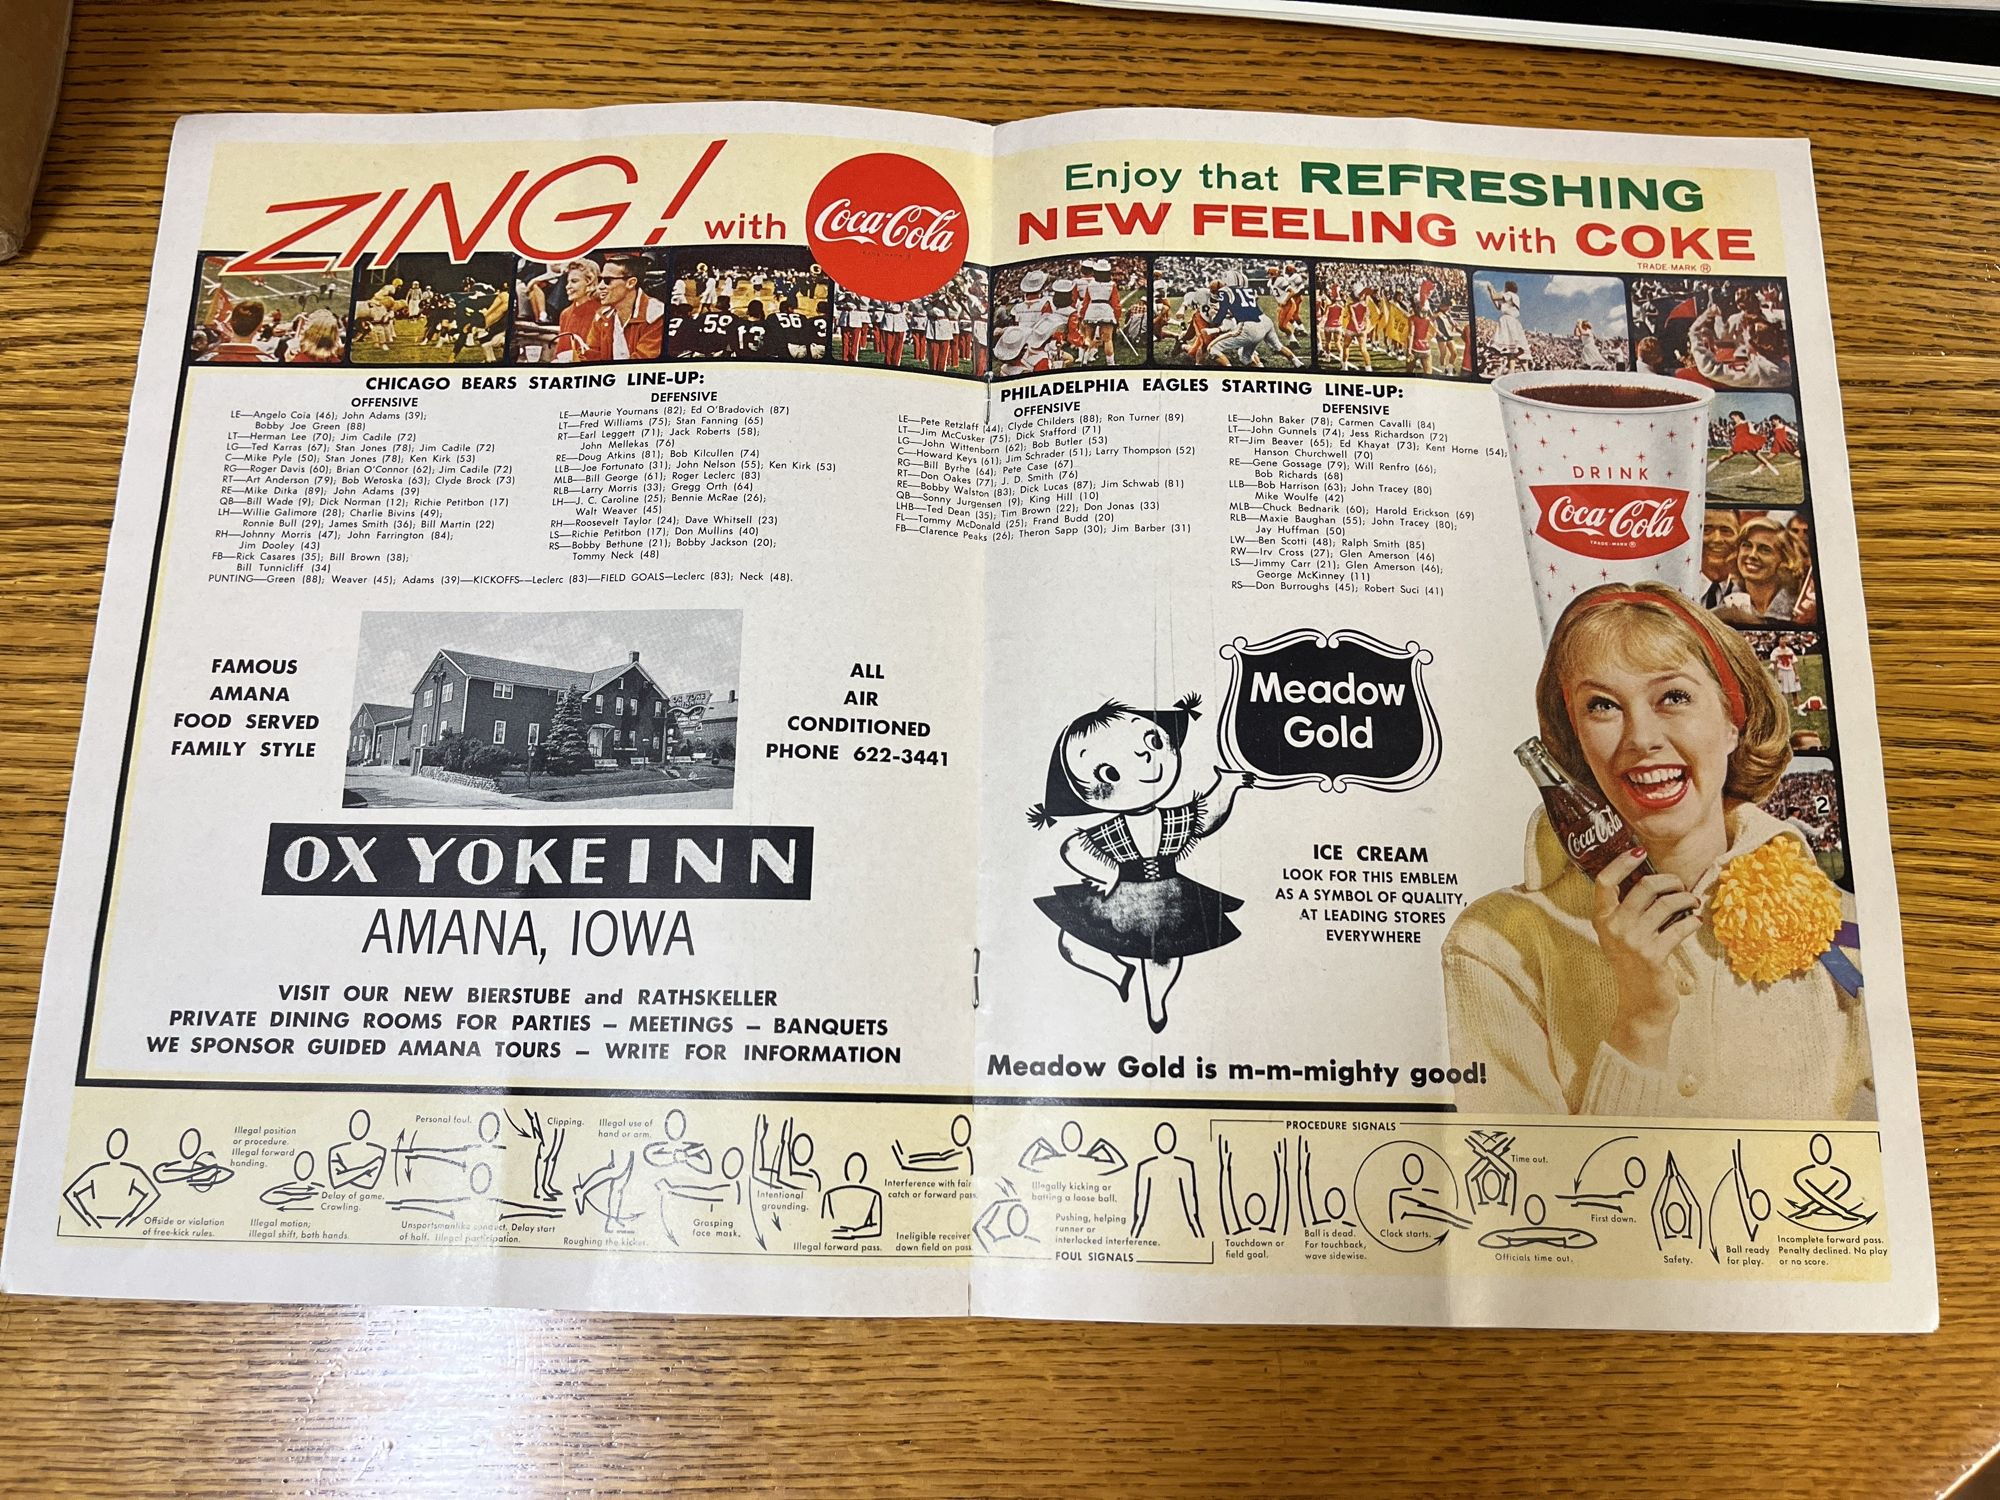 ZING! with Coca-Cola
TRADE-MARK ®
Enjoy that REFRESHING
NEW FEELING with COKE
TRADE-MARK ®
59 13 56 3
15
CHICAGO BEARS STARTING LINE-UP:
OFFENSIVE
LE—Angelo Coia (46); John Adams (39);
Bobby Joe Green (88)
LT—Herman Lee (70); Jim Cadile (72)
LG—Ted Karras (67); Stan Jones (78); Jim Cadile (72)
C—Mike Pyle (50); Stan Jones (78); Ken Kirk (53)
RG—Roger Davis (60); Brian O'Connor (62); Jim Cadile (72)
RT—Art Anderson (79); Bob Wetoska (63); Clyde Brock (73)
RE—Mike Ditka (89); John Adams (39)
QB—Bill Wade (9); Dick Norman (12); Richie Petitbon (17)
LH—Willie Galimore (28); Charlie Bivins (49);
Ronnie Bull (29); James Smith (36); Bill Martin (22)
RH—Johnny Morris (47); John Farrington (84);
Jim Dooley (43)
FB—Rick Casares (35); Bill Brown (38);
Bill Tunnicliff (34)
DEFENSIVE
LE—Maurie Yournans (82); Ed O'Bradovich (87)
LT—Fred Williams (75); Stan Fanning (65)
RT—Earl Leggett (71); Jack Roberts (58);
John Mellekas (76)
RE—Doug Atkins (81); Bob Kilcullen (74)
LLB—Joe Fortunato (31); John Nelson (55); Ken Kirk (53)
MLB—Bill George (61); Roger Leclerc (83)
RLB—Larry Morris (33); Gregg Orth (64)
LH—J. C. Caroline (25); Bennie McRae (26);
Walt Weaver (45)
RH—Roosevelt Taylor (24); Dave Whitsell (23)
LS—Richie Petitbon (17); Don Mullins (40)
RS—Bobby Bethune (21); Bobby Jackson (20);
Tommy Neck (48)
PUNTING—Green (88); Weaver (45); Adams (39)—KICKOFFS—Leclerc (83)—FIELD GOALS—Leclerc (83); Neck (48).
PHILADELPHIA EAGLES STARTING LINE-UP:
OFFENSIVE
LE—Pete Retzlaff (44); Clyde Childers (88); Ron Turner (89)
LT—Jim McCusker (75); Dick Stafford (71)
LG—John Wittenborn (62); Bob Butler (53)
C—Howard Keys (61); Jim Schrader (51); Larry Thompson (52)
RG—Bill Byrhe (64); Pete Case (67)
RT—Don Oakes (77); J. D. Smith (76)
RE—Bobby Walston (83); Dick Lucas (87); Jim Schwab (81)
QB—Sonny Jurgensen (9); King Hill (10)
LHB—Ted Dean (35); Tim Brown (22); Don Jonas (33)
FL—Tommy McDonald (25); Frand Budd (20)
FB—Clarence Peaks (26); Theron Sapp (30); Jim Barber (31)
DEFENSIVE
LE—John Baker (78); Carmen Cavalli (84)
LT—John Gunnels (74); Jess Richardson (72)
RT—Jim Beaver (65); Ed Khayat (73); Kent Horne (54);
Hanson Churchwell (70)
RE—Gene Gossage (79); Will Renfro (66);
Bob Richards (68)
LLB—Bob Harrison (63); John Tracey (80)
Mike Woulfe (42)
MLB—Chuck Bednarik (60); Harold Erickson (69)
RLB—Maxie Baughan (55); John Tracey (80);
Jay Huffman (50)
LW—Ben Scotti (48); Ralph Smith (85)
RW—Irv Cross (27); Glen Amerson (46)
LS—Jimmy Carr (21); Glen Amerson (46);
George McKinney (11)
RS—Don Burroughs (45); Robert Suci (41)
DRINK
Coca-Cola
TRADE-MARK ®
FAMOUS
AMANA
FOOD SERVED
FAMILY STYLE
ALL
AIR
CONDITIONED
PHONE 622-3441
OX YOKE INN
AMANA, IOWA
VISIT OUR NEW BIERSTUBE and RATHSKELLER
PRIVATE DINING ROOMS FOR PARTIES – MEETINGS – BANQUETS
WE SPONSOR GUIDED AMANA TOURS – WRITE FOR INFORMATION
Meadow
Gold
ICE CREAM
LOOK FOR THIS EMBLEM
AS A SYMBOL OF QUALITY,
AT LEADING STORES
EVERYWHERE
Meadow Gold is m-m-mighty good!
Coca-Cola
2
Offside or violation
of free-kick rules.
Illegal position
or procedure.
Illegal forward
handing.
Illegal motion;
illegal shift, both hands.
Delay of game.
Crawling.
Personal foul.
Unsportsmanlike conduct. Delay start
of half. Illegal participation.
Clipping.
Roughing the kicker.
Illegal use of
hand or arm.
Grasping
face mask.
Intentional
grounding.
Illegal forward pass.
Interference with fair
catch or forward pass
Ineligible receiver
down field on pass
Illegally kicking or
batting a loose ball.
Pushing, helping
runner or
interlocked interference.
FOUL SIGNALS
PROCEDURE SIGNALS
Touchdown or
field goal.
Ball is dead.
For touchback,
wave sidewise.
Clock starts.
Time out.
Officials time out.
First down.
Safety.
Ball ready
for play.
Incomplete forward pass.
Penalty declined. No play
or no score.